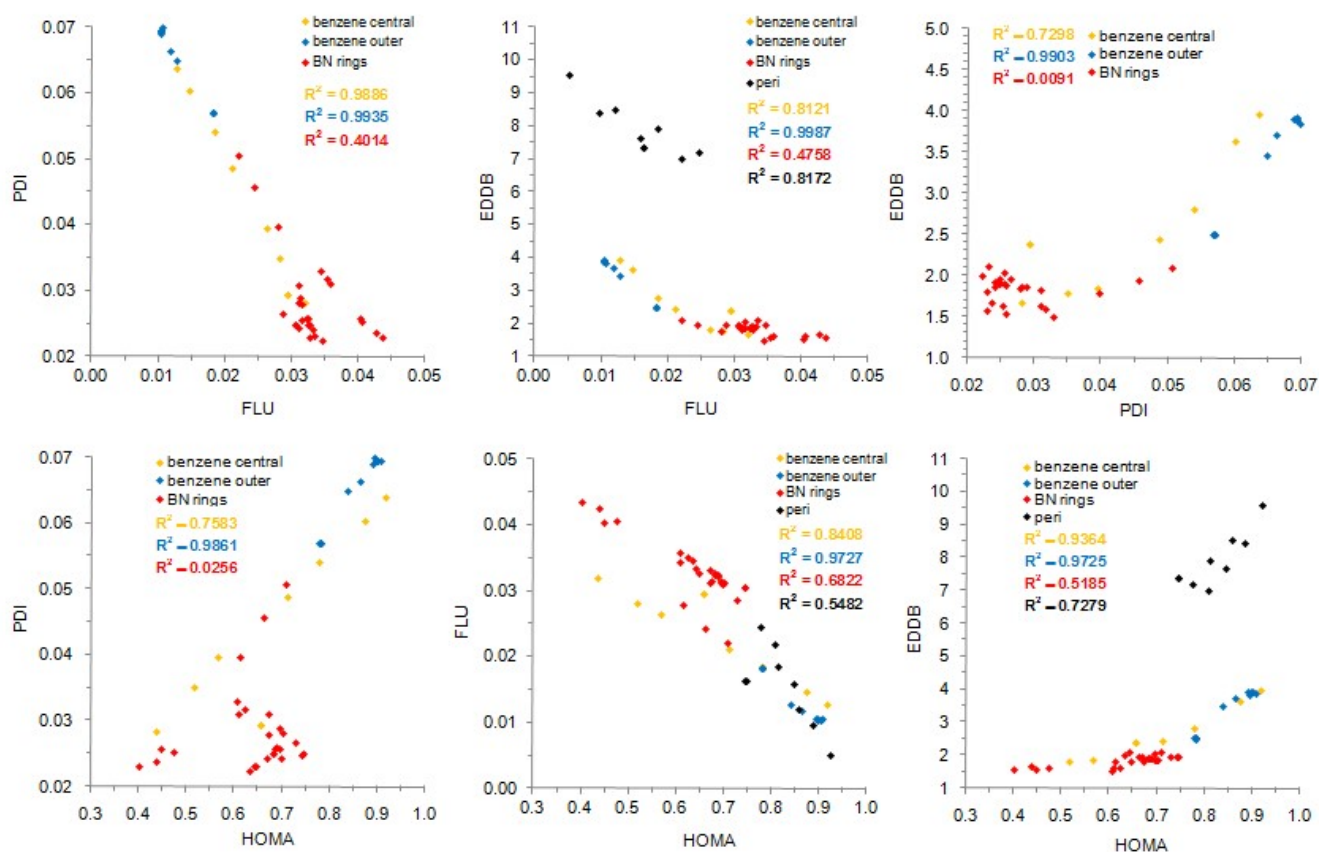 0.07
0.06
0.05
0.04
0.03
0.02
0.00 0.01 0.02 0.03 0.04 0.05
PDI
FLU
benzene central
benzene outer
BN rings
R² = 0.9886
R² = 0.9935
R² = 0.4014
11
10
9
8
7
6
5
4
3
2
1
0.00 0.01 0.02 0.03 0.04 0.05
EDDB
FLU
benzene central
benzene outer
BN rings
peri
R² = 0.8121
R² = 0.9987
R² = 0.4758
R² = 0.8172
5.0
4.5
4.0
3.5
3.0
2.5
2.0
1.5
1.0
0.02 0.03 0.04 0.05 0.06 0.07
EDDB
PDI
R² = 0.7298
R² = 0.9903
R² = 0.0091
benzene central
benzene outer
BN rings
0.07
0.06
0.05
0.04
0.03
0.02
0.3 0.4 0.5 0.6 0.7 0.8 0.9 1.0
PDI
HOMA
benzene central
benzene outer
BN rings
R² = 0.7583
R² = 0.9861
R² = 0.0256
0.05
0.04
0.03
0.02
0.01
0.00
0.3 0.4 0.5 0.6 0.7 0.8 0.9 1.0
FLU
HOMA
benzene central
benzene outer
BN rings
peri
R² = 0.8408
R² = 0.9727
R² = 0.6822
R² = 0.5482
11
10
9
8
7
6
5
4
3
2
1
0.3 0.4 0.5 0.6 0.7 0.8 0.9 1.0
EDDB
HOMA
benzene central
benzene outer
BN rings
peri
R² = 0.9364
R² = 0.9725
R² = 0.5185
R² = 0.7279